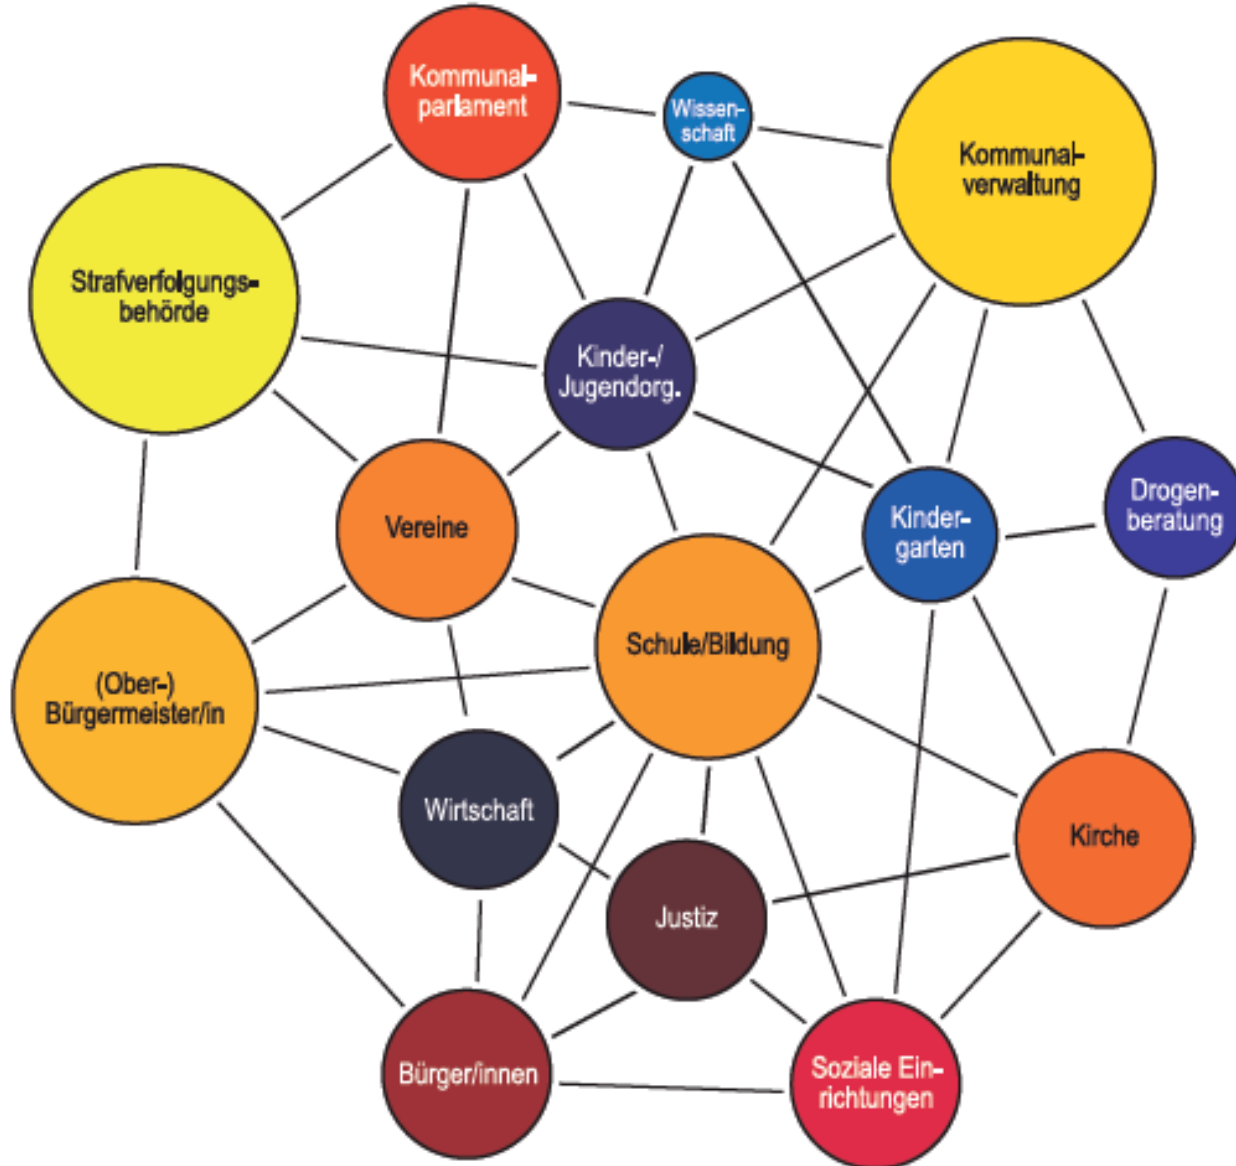 Kommunal-
parlament
Wissen-
schaft
Kommunal-
verwaltung
Strafverfolgungs-
behörde
Kinder-/
Jugendorg.
Vereine
Kinder-
garten
Drogen-
beratung
Schule/Bildung
(Ober-)
Bürgermeister/in
Wirtschaft
Kirche
Justiz
Bürger/innen
Soziale Ein-
richtungen